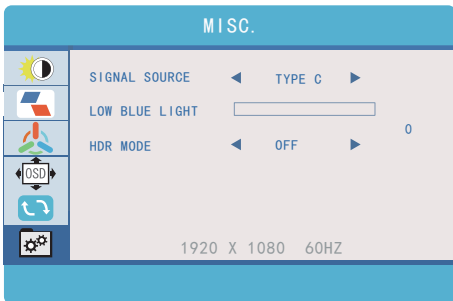 MISC.
SIGNAL SOURCE TYPE C
LOW BLUE LIGHT 0
HDR MODE OFF
OSD
1920 X 1080 60HZ